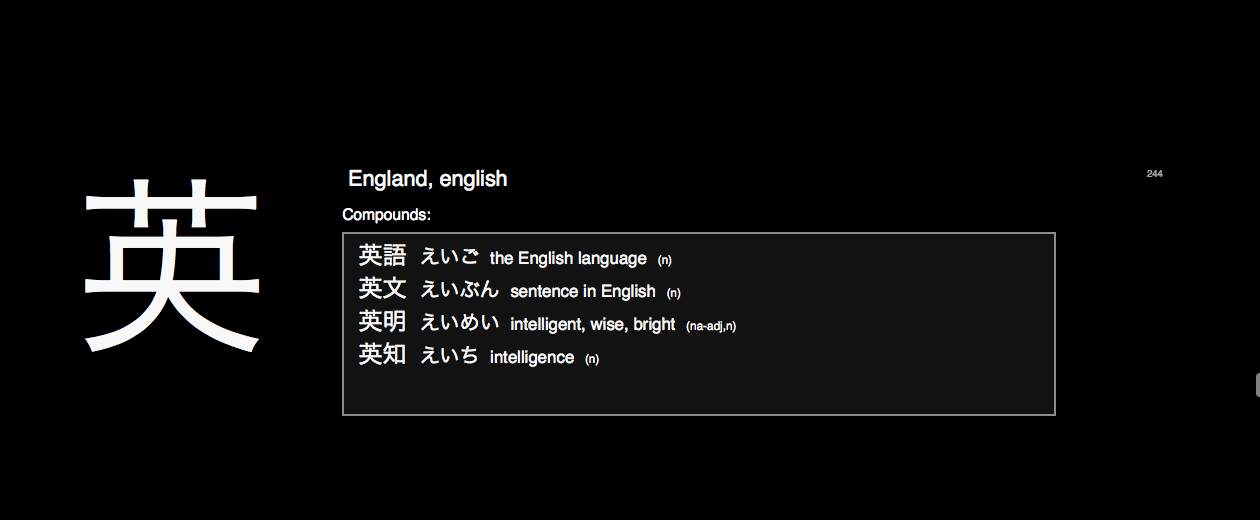 英
England, english
244
Compounds:
英語 えいご the English language (n)
英文 えいぶん sentence in English (n)
英明 えいめい intelligent, wise, bright (na-adj,n)
英知 えいち intelligence (n)